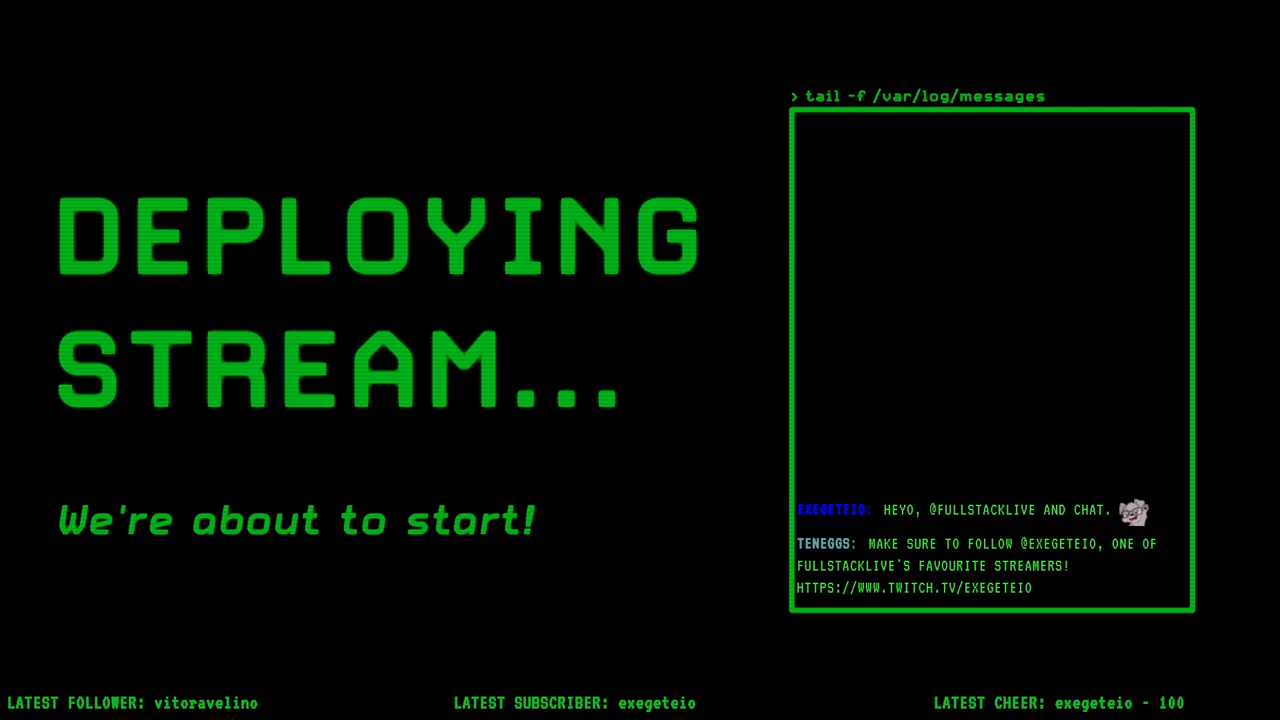 > tail -f /var/log/messages
DEPLOYING
STREAM...
We're about to start!
EXEGETEIO: HEYO, @FULLSTACKLIVE AND CHAT.
TENEGGS: MAKE SURE TO FOLLOW @EXEGETEIO, ONE OF
FULLSTACKLIVE'S FAVOURITE STREAMERS!
HTTPS://WWW.TWITCH.TV/EXEGETEIO
LATEST FOLLOWER: vitoravelino
LATEST SUBSCRIBER: exegeteio
LATEST CHEER: exegeteio - 100